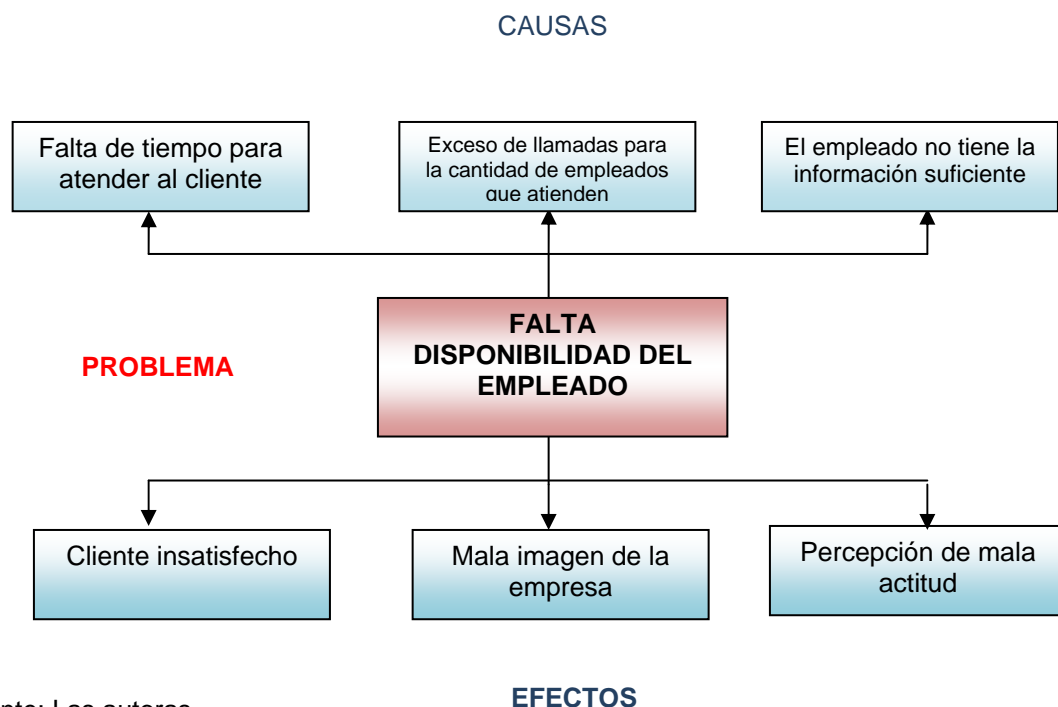 CAUSAS
Falta de tiempo para
atender al cliente
Exceso de llamadas para
la cantidad de empleados
que atienden
El empleado no tiene la
información suficiente
PROBLEMA
FALTA
DISPONIBILIDAD DEL
EMPLEADO
Cliente insatisfecho
Mala imagen de la
empresa
Percepción de mala
actitud
EFECTOS
Las autoras